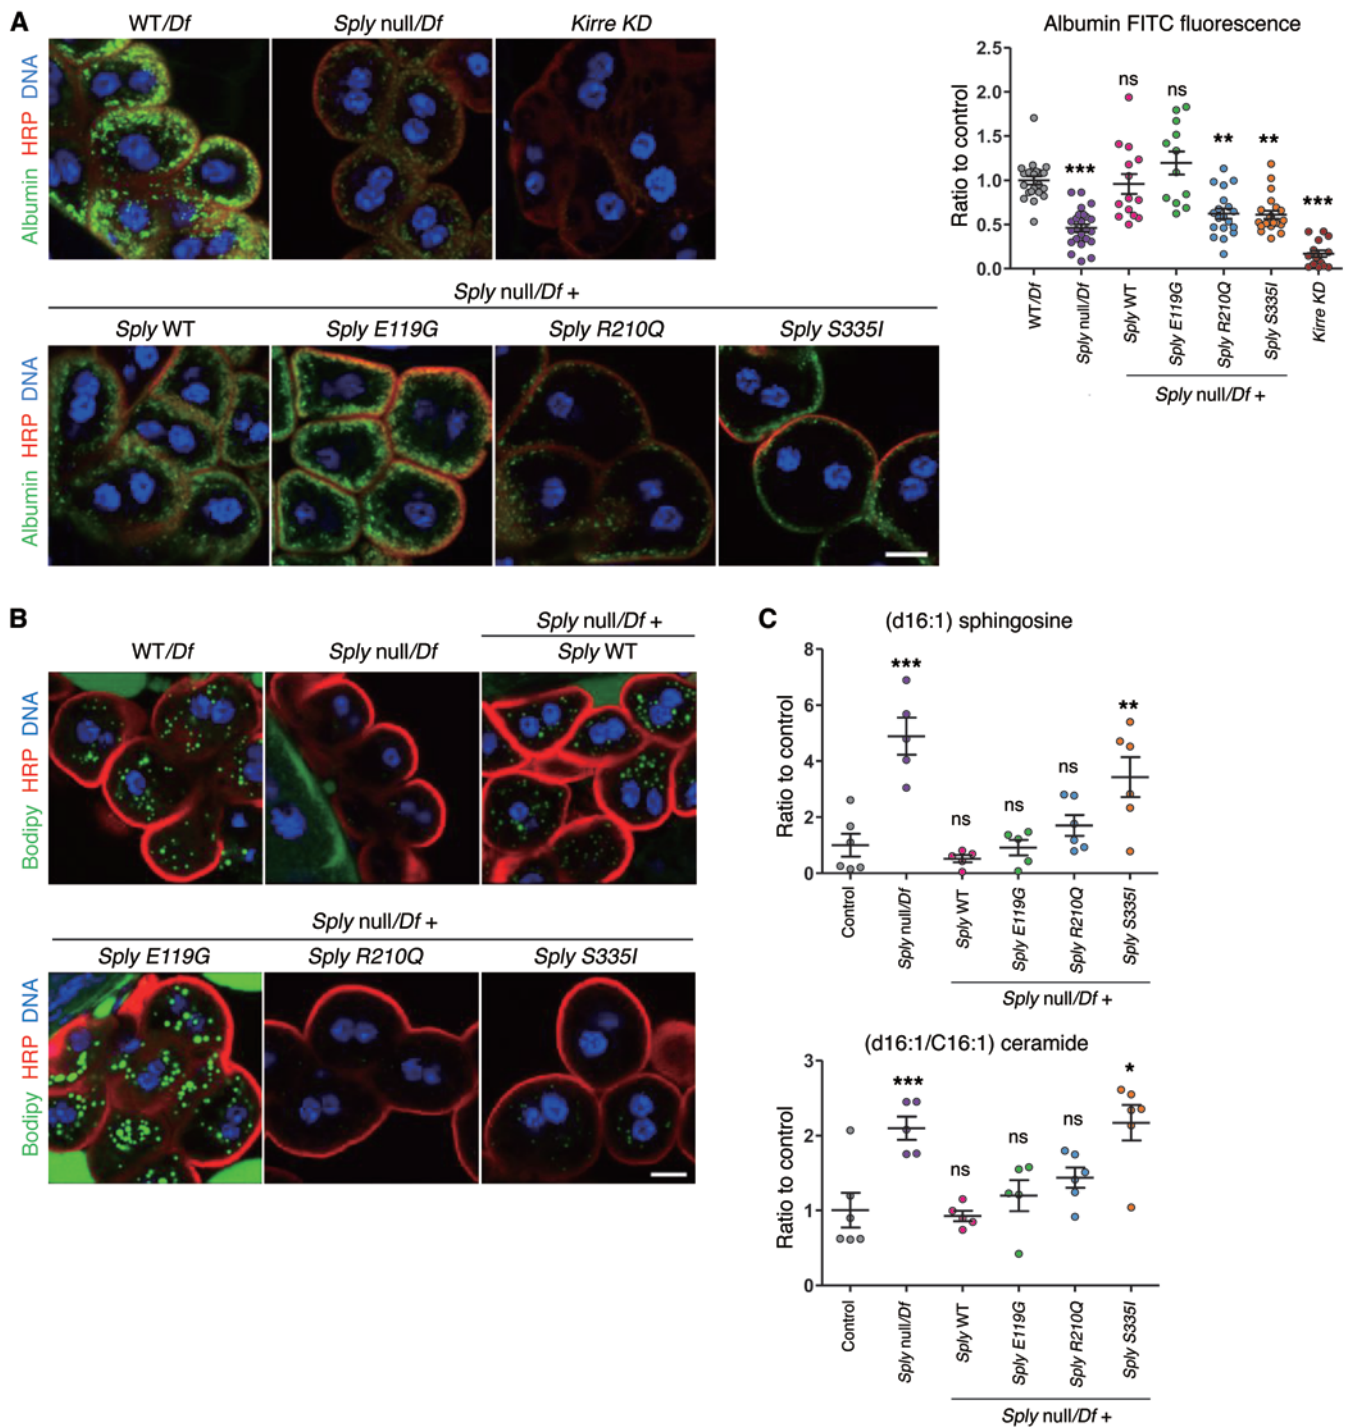 A
WT/Df
Sply null/Df
Kirre KD
Albumin HRP DNA
Sply null/Df +
Sply WT
Sply E119G
Sply R210Q
Sply S335I
Albumin HRP DNA
Albumin FITC fluorescence
Ratio to control
2.5
2.0
1.5
1.0
0.5
0.0
***
ns
ns
**
**
***
WT/Df
Sply null/Df
Sply WT
Sply E119G
Sply R210Q
Sply S335I
Kirre KD
Sply null/Df +
B
WT/Df
Sply null/Df
Sply null/Df +
Sply WT
Bodipy HRP DNA
Sply null/Df +
Sply E119G
Sply R210Q
Sply S335I
Bodipy HRP DNA
C
(d16:1) sphingosine
Ratio to control
8
6
4
2
0
***
ns
ns
ns
**
Control
Sply null/Df
Sply WT
Sply E119G
Sply R210Q
Sply S335I
Sply null/Df +
(d16:1/C16:1) ceramide
Ratio to control
3
2
1
0
***
ns
ns
ns
*
Control
Sply null/Df
Sply WT
Sply E119G
Sply R210Q
Sply S335I
Sply null/Df +